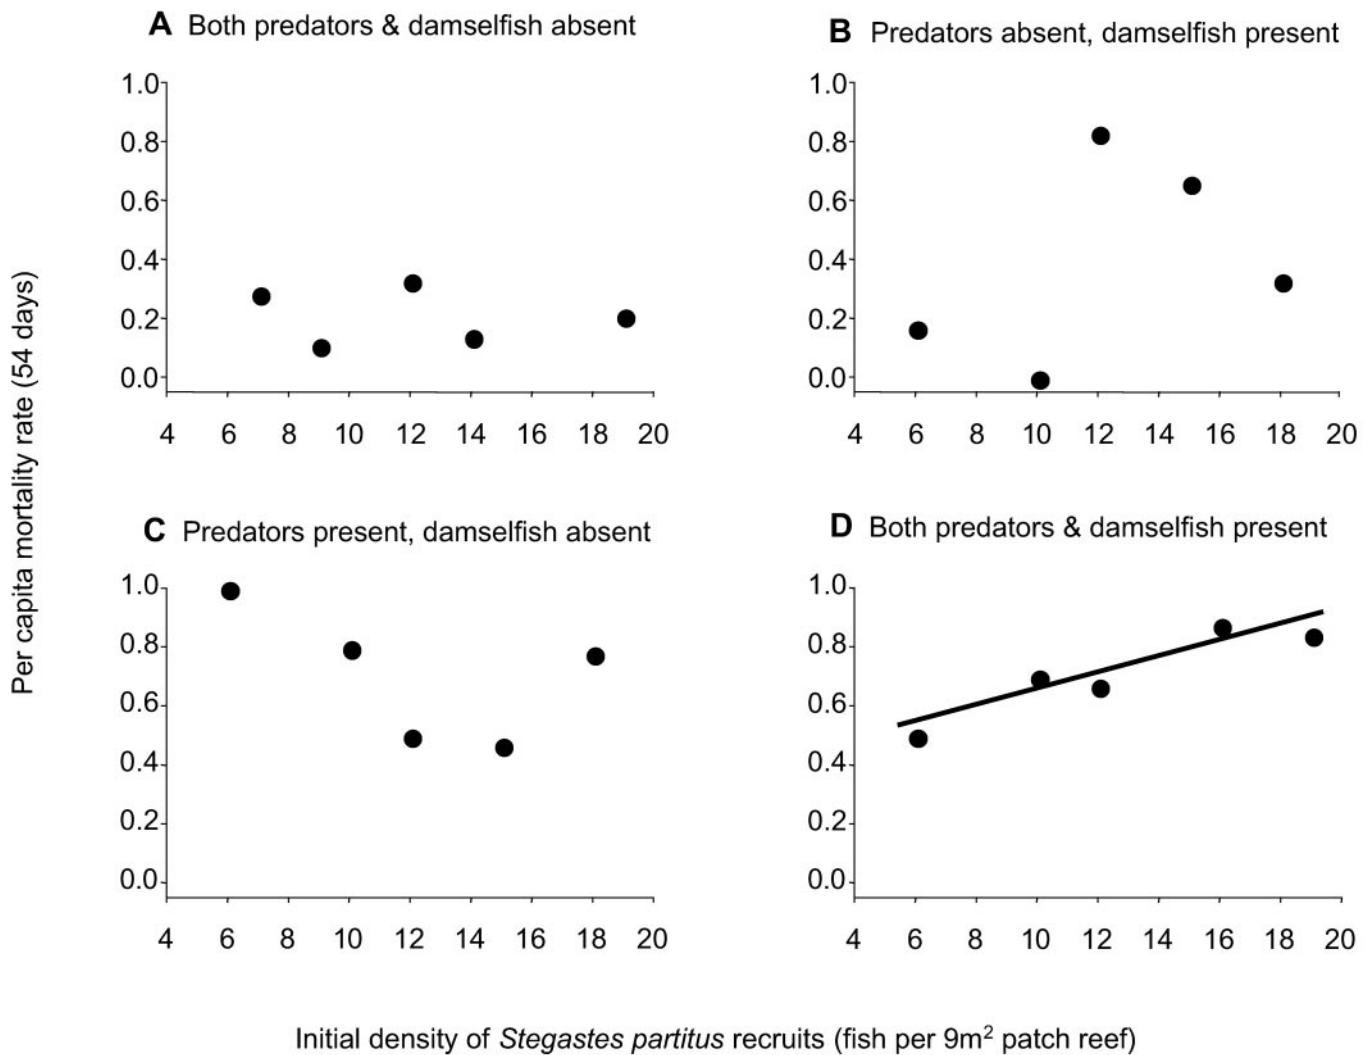 A Both predators & damselfish absent
1.0
0.8
0.6
0.4
0.2
0.0
4 6 8 10 12 14 16 18 20
B Predators absent, damselfish present
1.0
0.8
0.6
0.4
0.2
0.0
4 6 8 10 12 14 16 18 20
Per capita mortality rate (54 days)
C Predators present, damselfish absent
1.0
0.8
0.6
0.4
0.2
0.0
4 6 8 10 12 14 16 18 20
D Both predators & damselfish present
1.0
0.8
0.6
0.4
0.2
0.0
4 6 8 10 12 14 16 18 20
Initial density of Stegastes partitus recruits (fish per 9m² patch reef)